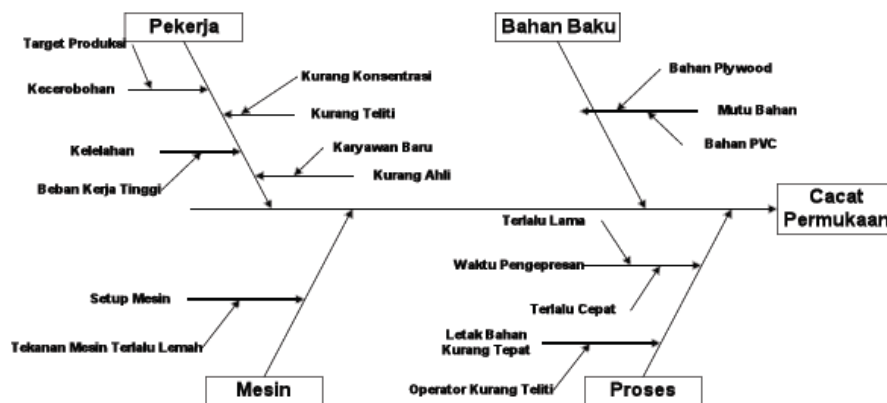 Pekerja
Bahan Baku
Target Produksi
Kecerobohan
Kurang Konsentrasi
Kurang Teliti
Kelelahan
Beban Kerja Tinggi
Karyawan Baru
Kurang Ahli
Bahan Plywood
Mutu Bahan
Bahan PVC
Cacat
Permukaan
Terlalu Lama
Waktu Pengepresan
Terlalu Cepat
Setup Mesin
Tekanan Mesin Terlalu Lemah
Letak Bahan
Kurang Tepat
Operator Kurang Teliti
Mesin
Proses